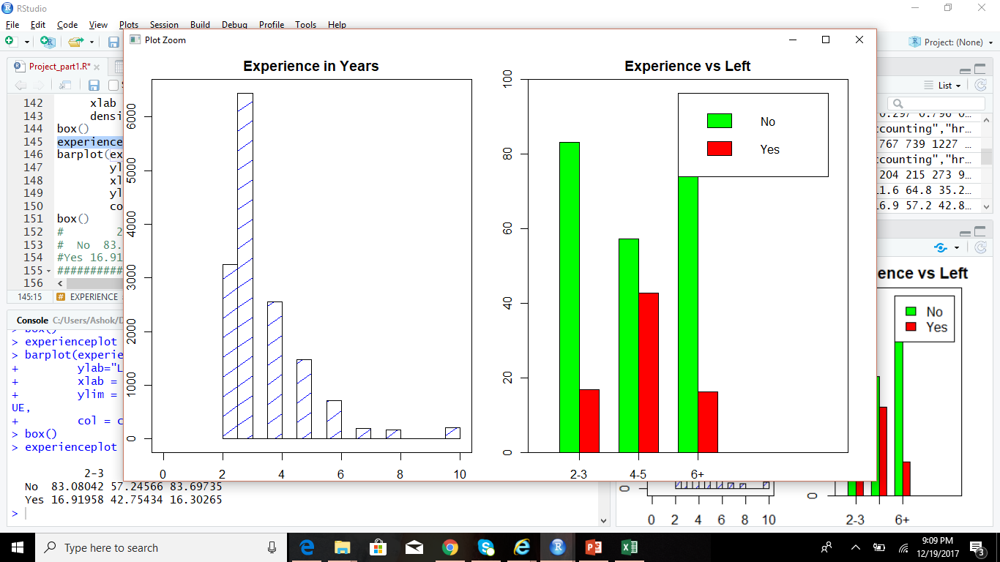 RStudio
File Edit Code View Plots Session Build Debug Profile Tools Help
Project: (None)
Plot Zoom
Project_part1.R*
List
142 xlab
143 densi
144 box()
145 experience
146 barplot(ex
147 yl
148 xl
149 yl
150 co
151 box()
152 # 2
153 # No 83.
154 #Yes 16.91
155 ###########
156
145:15 # EXPERIENCE
Console C:/Users/Ashok/D
> box()
> experienceplot
> barplot(experie
+ ylab="L
+ xlab =
+ ylim =
UE,
+ col = c
> box()
> experienceplot
2-3
No 83.08042 57.24566 83.69735
Yes 16.91958 42.75434 16.30265
>
Experience in Years
6000
5000
4000
3000
2000
1000
0
0 2 4 6 8 10
Experience vs Left
100
80
60
40
20
0
No
Yes
2-3 4-5 6+
0.297 0.796 0…
counting","hr…
767 739 1227 …
counting","hr…
204 215 273 9…
11.6 64.8 35.2…
16.9 57.2 42.8…
ence vs Left
No
Yes
0
0 2 4 6 8 10
0
2-3 6+
Type here to search
9:09 PM
12/19/2017
3